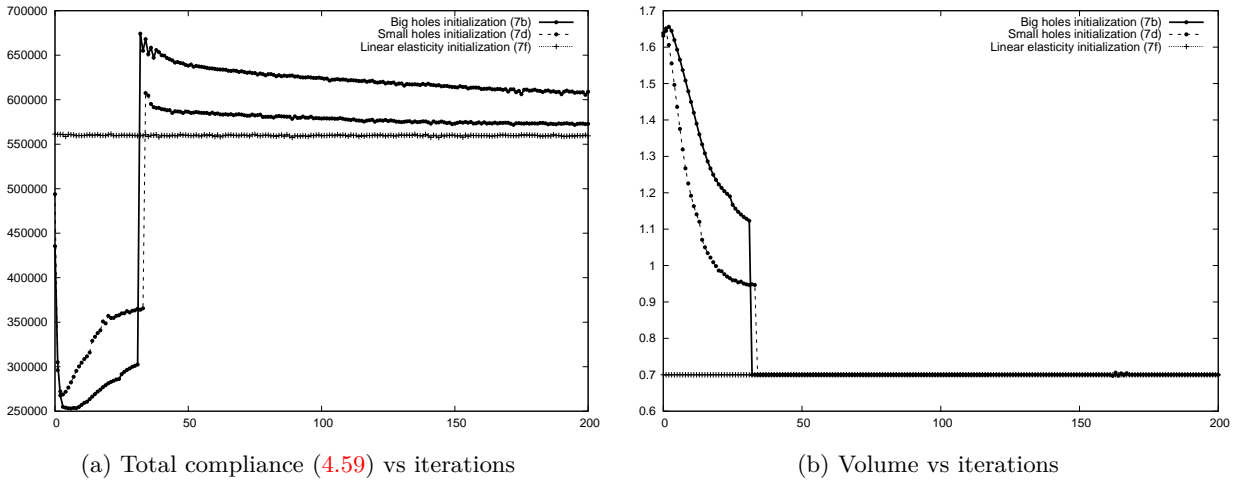 700000
650000
600000
550000
500000
450000
400000
350000
300000
250000
0 50 100 150 200
Big holes initialization (7b)
Small holes initialization (7d)
Linear elasticity initialization (7f)
(a) Total compliance (4.59) vs iterations
1.7
1.6
1.5
1.4
1.3
1.2
1.1
1
0.9
0.8
0.7
0.6
0 50 100 150 200
Big holes initialization (7b)
Small holes initialization (7d)
Linear elasticity initialization (7f)
(b) Volume vs iterations